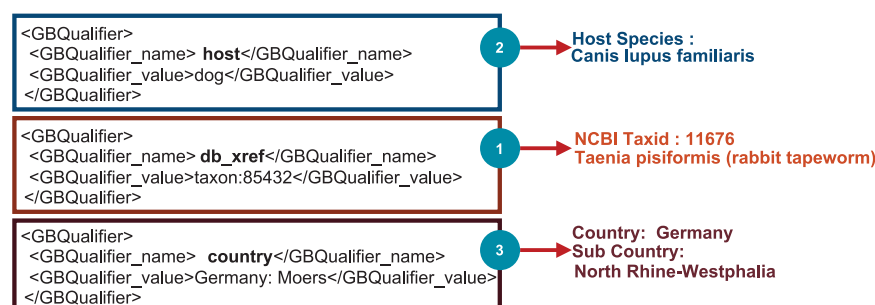 <GBQualifier>
<GBQualifier_name> host</GBQualifier_name>
<GBQualifier_value>dog</GBQualifier_value>
</GBQualifier>
2
Host Species :
Canis lupus familiaris
<GBQualifier>
<GBQualifier_name> db_xref</GBQualifier_name>
<GBQualifier_value>taxon:85432</GBQualifier_value>
</GBQualifier>
1
NCBI Taxid : 11676
Taenia pisiformis (rabbit tapeworm)
<GBQualifier>
<GBQualifier_name> country</GBQualifier_name>
<GBQualifier_value>Germany: Moers</GBQualifier_value>
</GBQualifier>
3
Country: Germany
Sub Country:
North Rhine-Westphalia